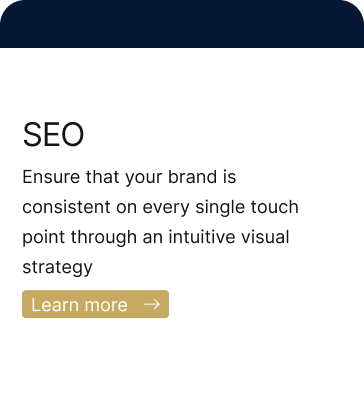 SEO
Ensure that your brand is
consistent on every single touch
point through an intuitive visual
strategy
Learn more →